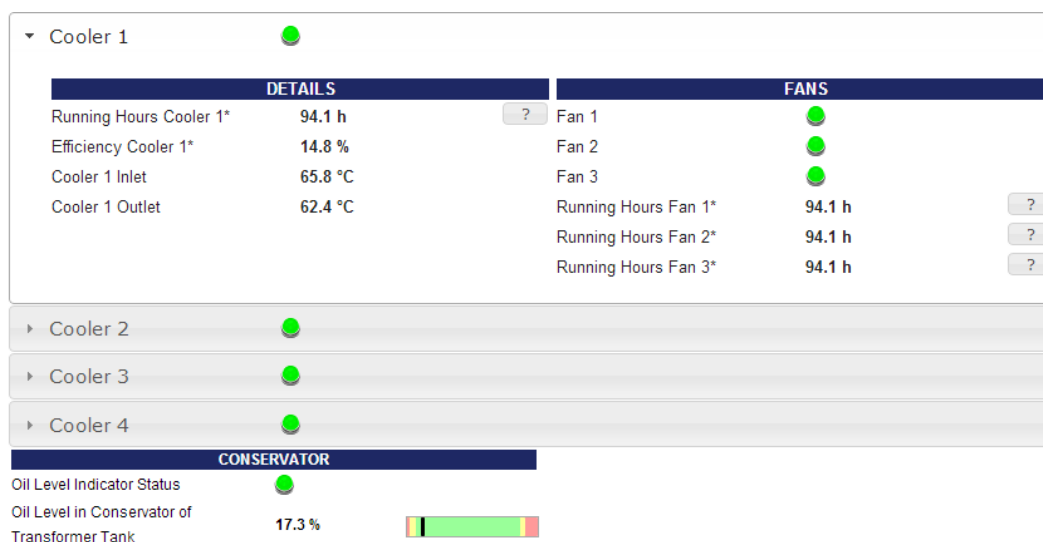 Cooler 1
DETAILS
Running Hours Cooler 1* 94.1 h ?
Efficiency Cooler 1* 14.8 %
Cooler 1 Inlet 65.8 °C
Cooler 1 Outlet 62.4 °C
FANS
Fan 1
Fan 2
Fan 3
Running Hours Fan 1* 94.1 h ?
Running Hours Fan 2* 94.1 h ?
Running Hours Fan 3* 94.1 h ?
Cooler 2
Cooler 3
Cooler 4
CONSERVATOR
Oil Level Indicator Status
Oil Level in Conservator of
Transformer Tank 17.3 %